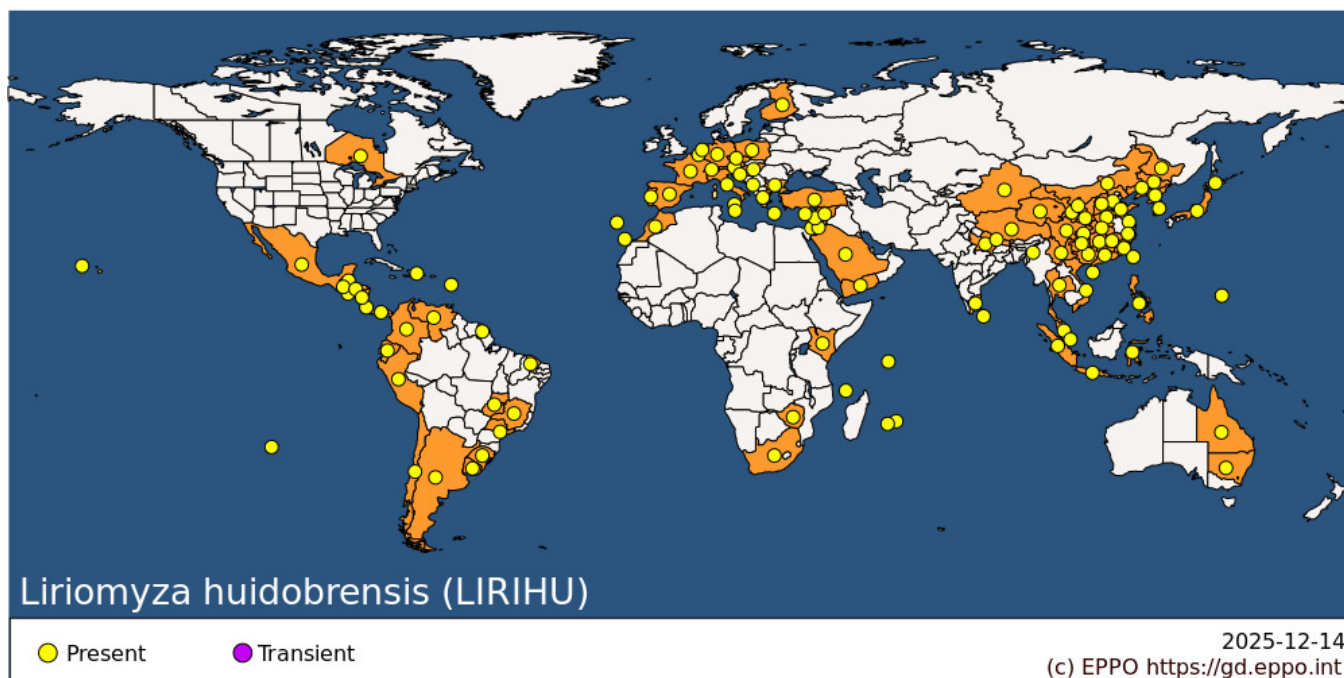 Liriomyza huidobrensis (LIRIHU)
Present
Transient
2025-12-14
(c) EPPO https://gd.eppo.int